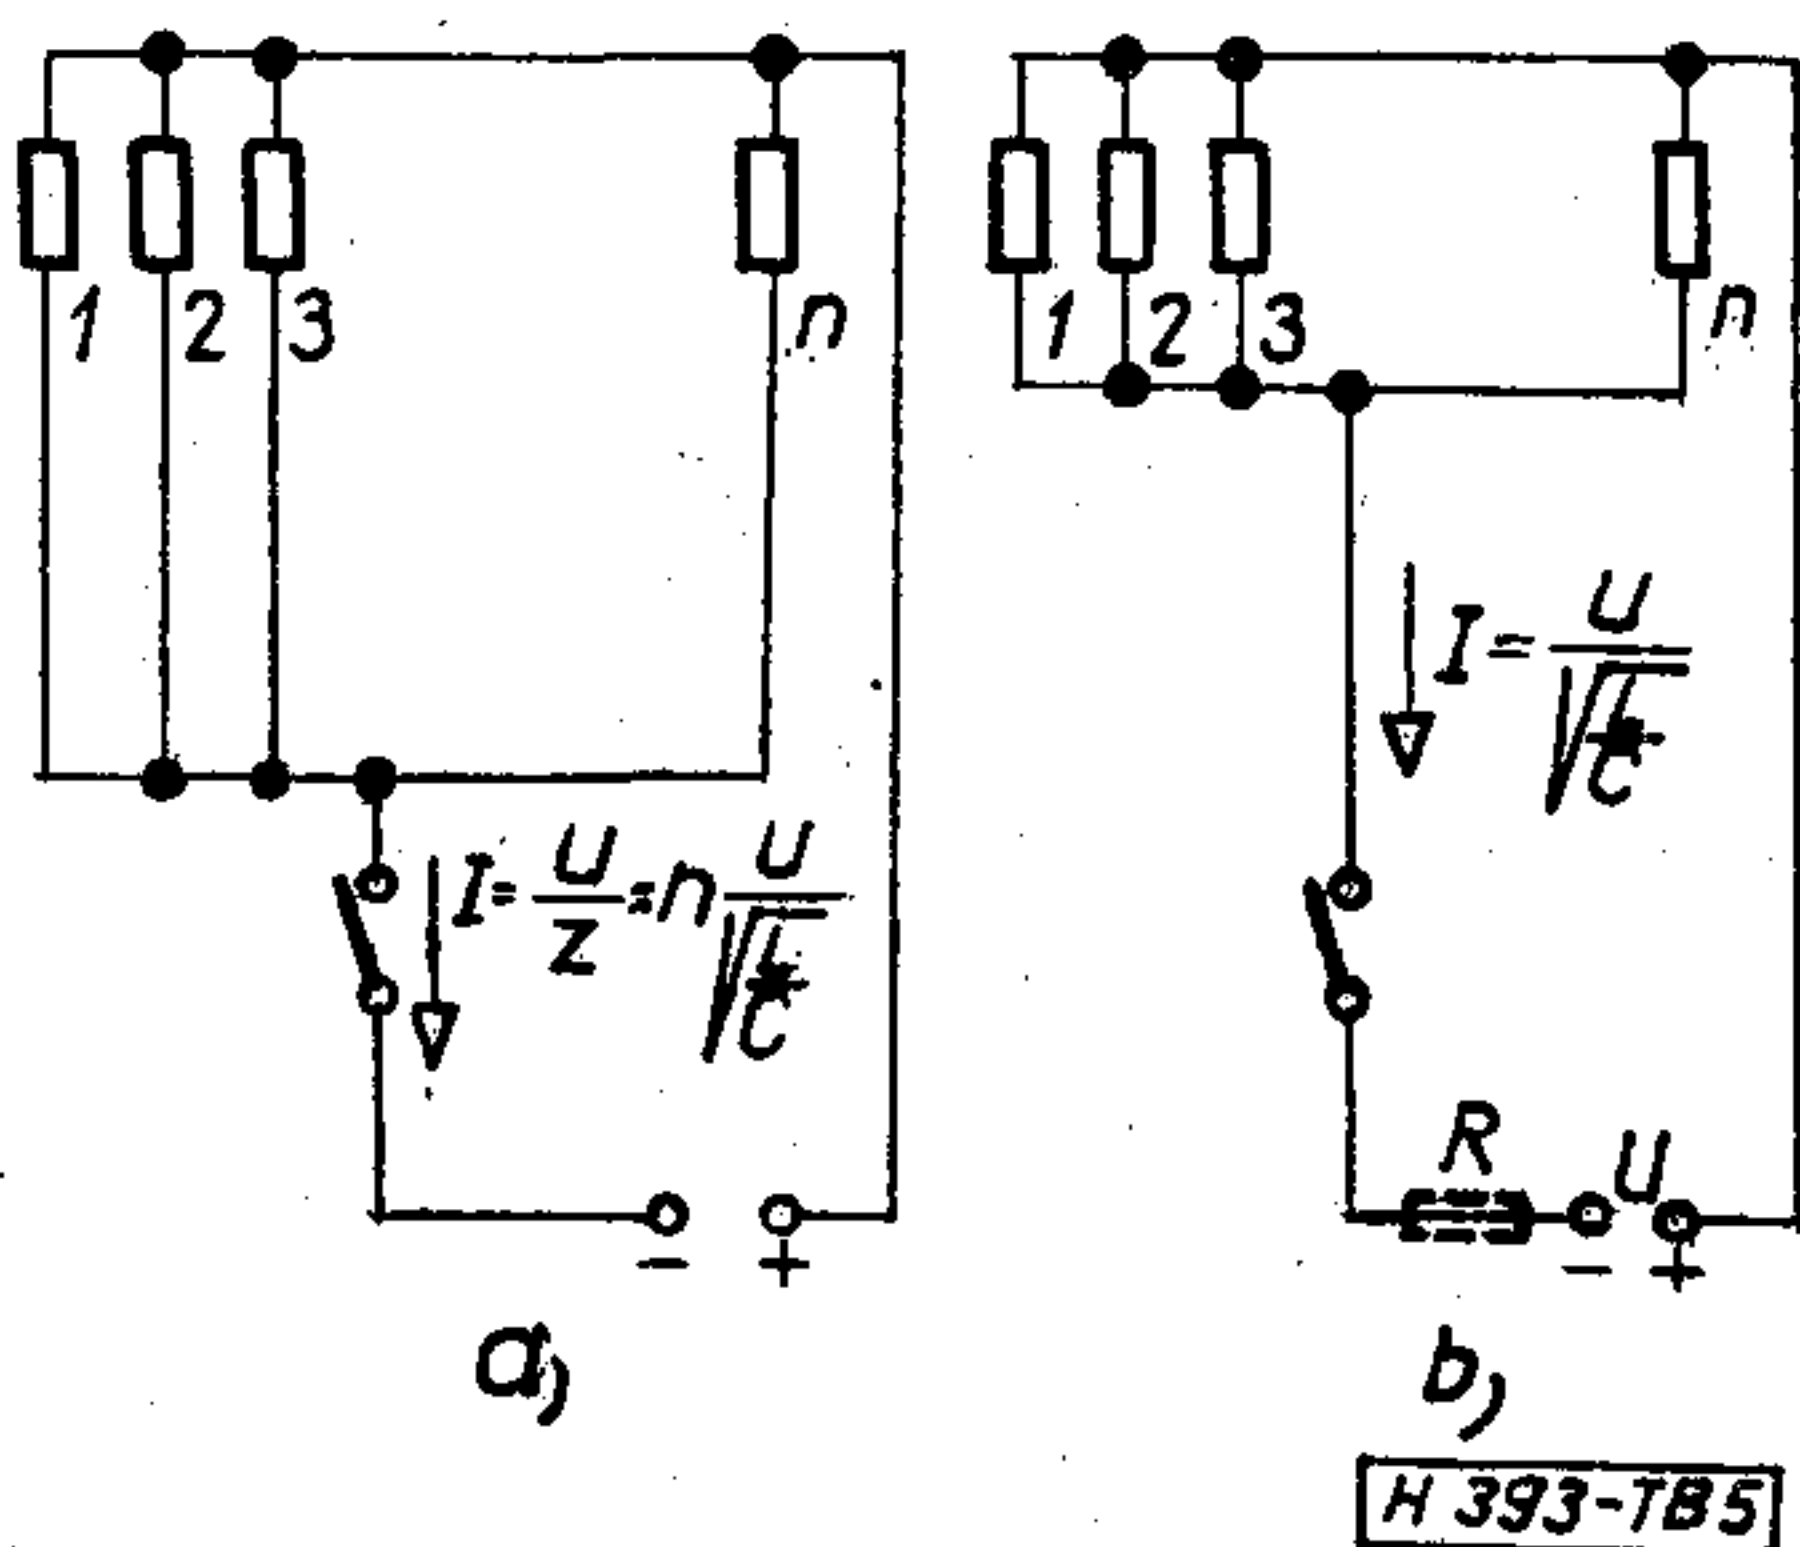 1 2 3 n
I = U/Z = n U/√(L*/C)
- +
a,
1 2 3 n
I = U/√(L*/C)
R U
- +
b,
H 393-TB5